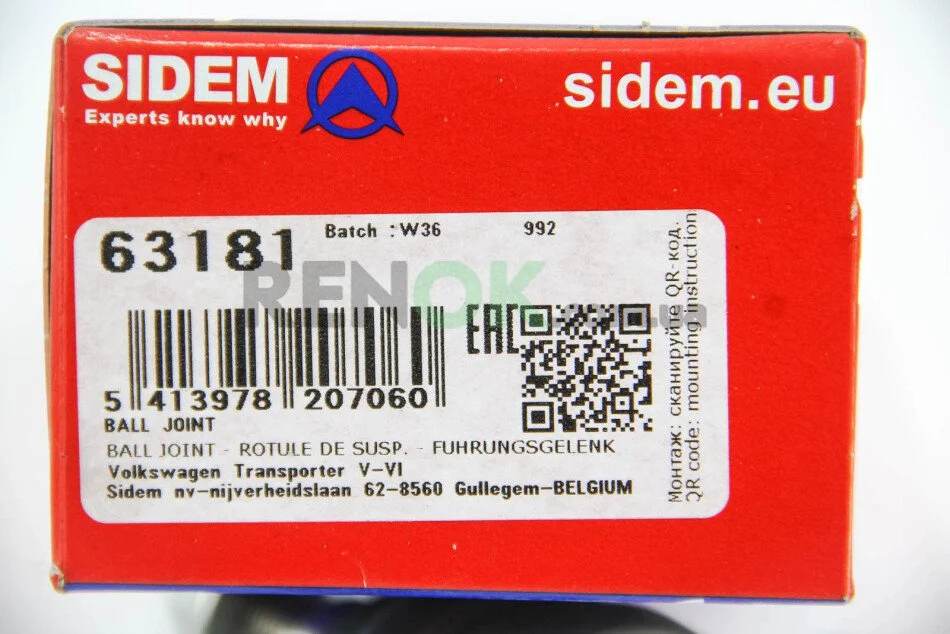 SIDEM
Experts know why
sidem.eu
63181
Batch : W36
992
RENOK
EAC
5 413978 207060
BALL JOINT
BALL JOINT - ROTULE DE SUSP. - FUHRUNGSGELENK
Volkswagen Transporter V-VI
Sidem nv-nijverheidslaan 62-8560 Gullegem-BELGIUM
Монтаж: сканируйте QR-код.
QR code: mounting instruction